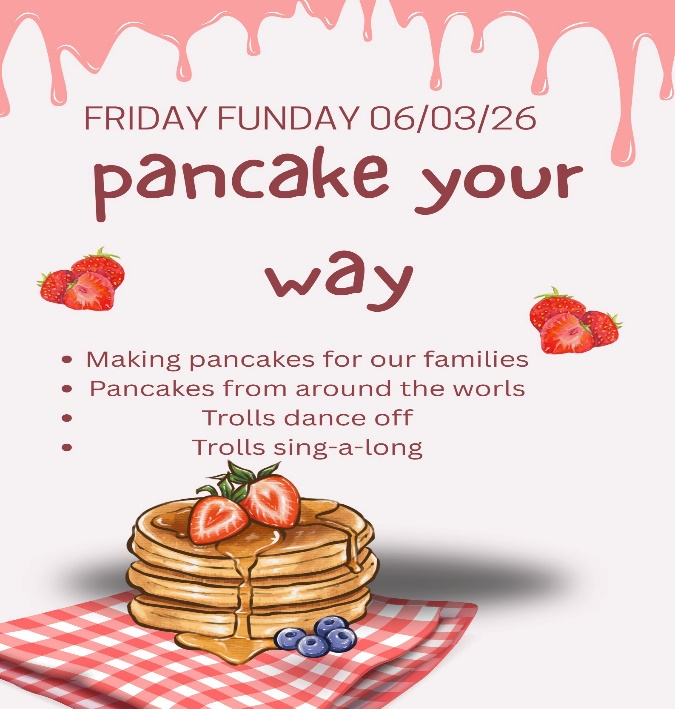 FRIDAY FUNDAY 06/03/26
pancake your
way
• Making pancakes for our families
• Pancakes from around the worls
• Trolls dance off
• Trolls sing-a-long